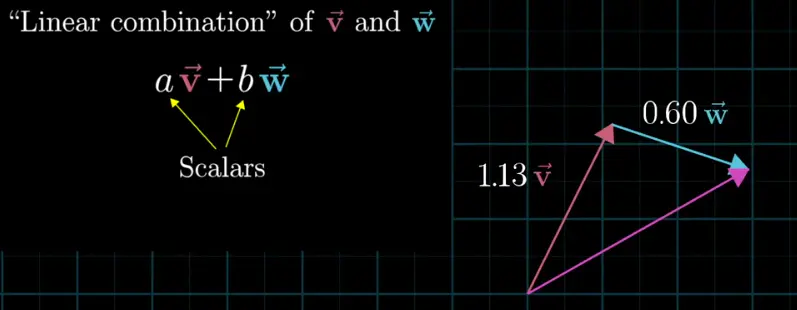 “Linear combination” of v⃗ and w⃗
av⃗+bw⃗
Scalars
0.60 w⃗
1.13 v⃗